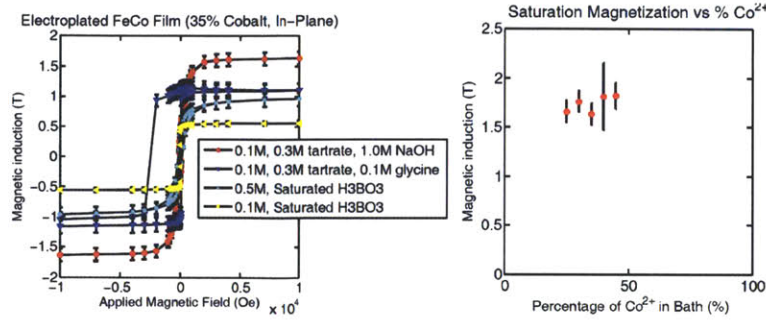 Electroplated FeCo Film (35% Cobalt, In-Plane)
Magnetic induction (T)
2
1.5
1
0.5
0
-0.5
-1
-1.5
-2
0.1M, 0.3M tartrate, 1.0M NaOH
0.1M, 0.3M tartrate, 0.1M glycine
0.5M, Saturated H3BO3
0.1M, Saturated H3BO3
-1 -0.5 0 0.5 1
Applied Magnetic Field (Oe)
x 10⁴
Saturation Magnetization vs % Co²⁺
Magnetic induction (T)
2.5
2
1.5
1
0.5
0
0 50 100
Percentage of Co²⁺ in Bath (%)